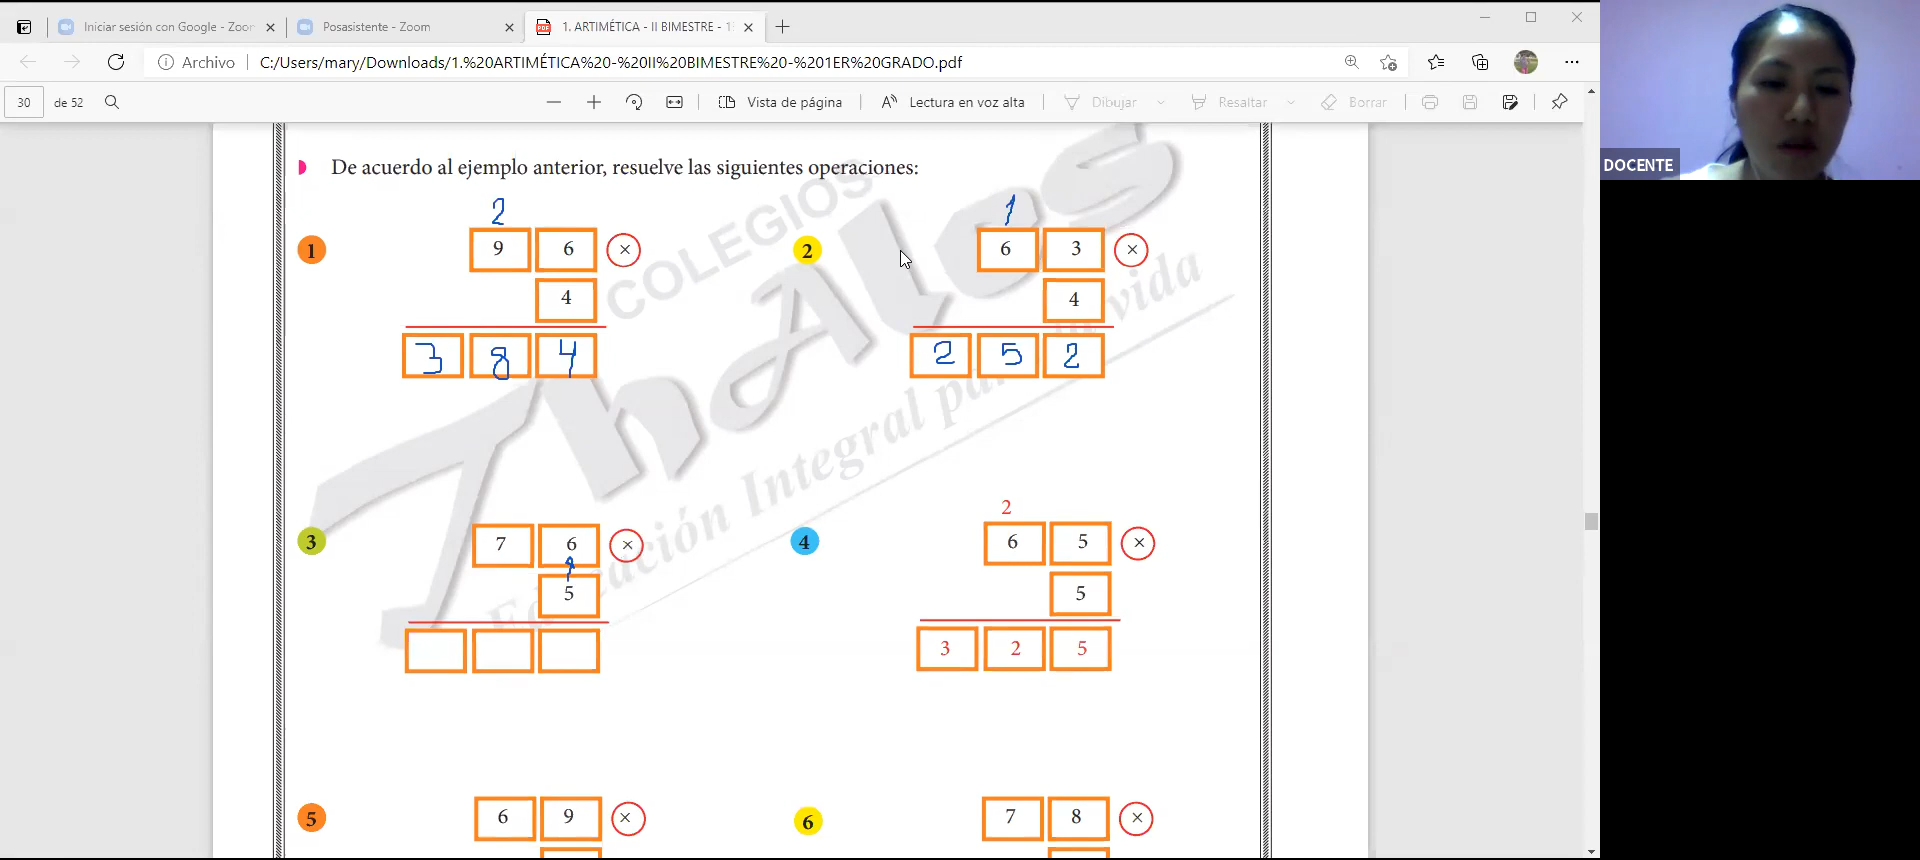 Iniciar sesión con Google - Zoo
Posasistente - Zoom
1. ARTIMÉTICA - II BIMESTRE - 1
Archivo
C:/Users/mary/Downloads/1.%20ARTIMÉTICA%20-%20II%20BIMESTRE%20-%201ER%20GRADO.pdf
30 de 52
Vista de página
Lectura en voz alta
Dibujar
Resaltar
Borrar
DOCENTE
De acuerdo al ejemplo anterior, resuelve las siguientes operaciones:
COLEGIOS
Thales
Educación Integral para la vida
2
1 9 6 ×
4
3 8 4
1
2 6 3 ×
4
2 5 2
3 7 6 ×
5
2
4 6 5 ×
5
3 2 5
5 6 9 ×
6 7 8 ×